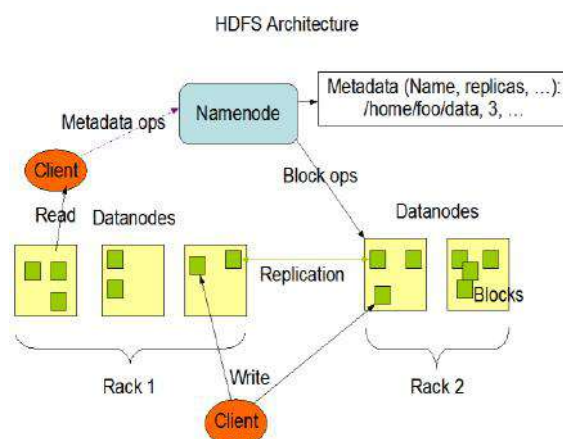 HDFS Architecture
Metadata (Name, replicas, ...):
/home/foo/data, 3, ...
Namenode
Metadata ops
Client
Block ops
Read
Datanodes
Datanodes
Replication
Blocks
Rack 1
Write
Rack 2
Client